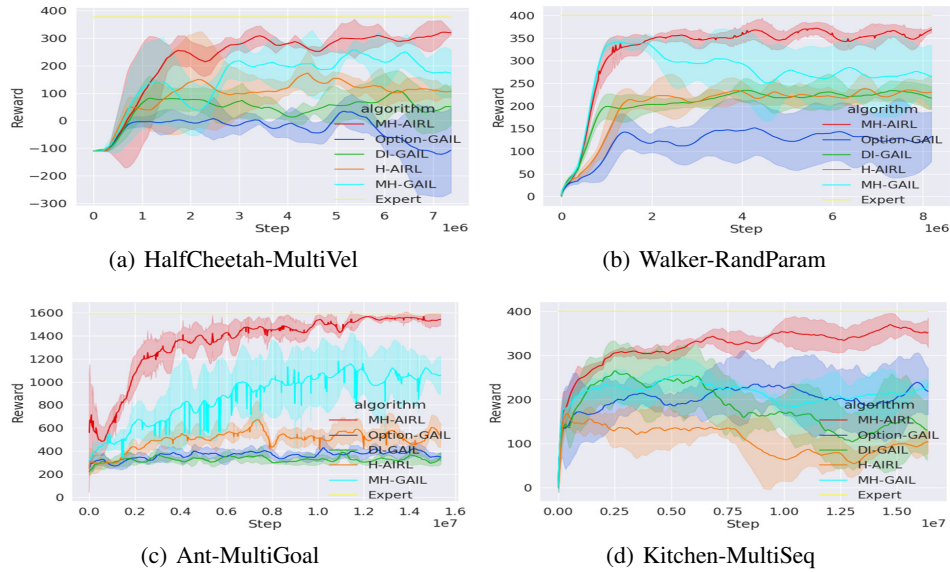 400
300
200
100
0
−100
−200
−300
Reward
algorithm
MH-AIRL
Option-GAIL
DI-GAIL
H-AIRL
MH-GAIL
Expert
0 1 2 3 4 5 6 7
Step 1e6
(a) HalfCheetah-MultiVel
400
350
300
250
200
150
100
50
0
Reward
algorithm
MH-AIRL
Option-GAIL
DI-GAIL
H-AIRL
MH-GAIL
Expert
0 2 4 6 8
Step 1e6
(b) Walker-RandParam
1600
1400
1200
1000
800
600
400
200
0
Reward
algorithm
MH-AIRL
Option-GAIL
DI-GAIL
H-AIRL
MH-GAIL
Expert
0.0 0.2 0.4 0.6 0.8 1.0 1.2 1.4 1.6
Step 1e7
(c) Ant-MultiGoal
400
300
200
100
0
Reward
algorithm
MH-AIRL
Option-GAIL
DI-GAIL
H-AIRL
MH-GAIL
Expert
0.00 0.25 0.50 0.75 1.00 1.25 1.50
Step 1e7
(d) Kitchen-MultiSeq